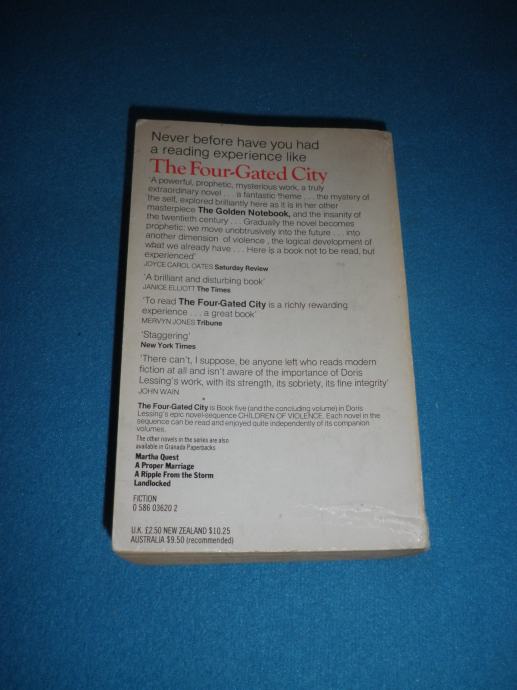 Never before have you had
a reading experience like
The Four-Gated City
'A powerful, prophetic, mysterious work, a truly
extraordinary novel . . . a fantastic theme . . . the mystery of
the self, explored brilliantly here as it is in her other
masterpiece The Golden Notebook, and the insanity of
the twentieth century . . . Gradually the novel becomes
prophetic; we move unobtrusively into the future . . . into
another dimension of violence, the logical development of
what we already have . . . Here is a book not to be read, but
experienced'
JOYCE CAROL OATES Saturday Review
'A brilliant and disturbing book'
JANICE ELLIOTT The Times
'To read The Four-Gated City is a richly rewarding
experience . . . a great book'
MERVYN JONES Tribune
'Staggering'
New York Times
'There can't, I suppose, be anyone left who reads modern
fiction at all and isn't aware of the importance of Doris
Lessing's work, with its strength, its sobriety, its fine integrity'
JOHN WAIN
The Four-Gated City is Book five (and the concluding volume) in Doris
Lessing's epic novel-sequence CHILDREN OF VIOLENCE. Each novel in the
sequence can be read and enjoyed quite independently of its companion
volumes.
The other novels in the series are also
available in Granada Paperbacks
Martha Quest
A Proper Marriage
A Ripple From the Storm
Landlocked
FICTION
0 586 03620 2
U.K. £2.50 NEW ZEALAND $10.25
AUSTRALIA $9.50 (recommended)